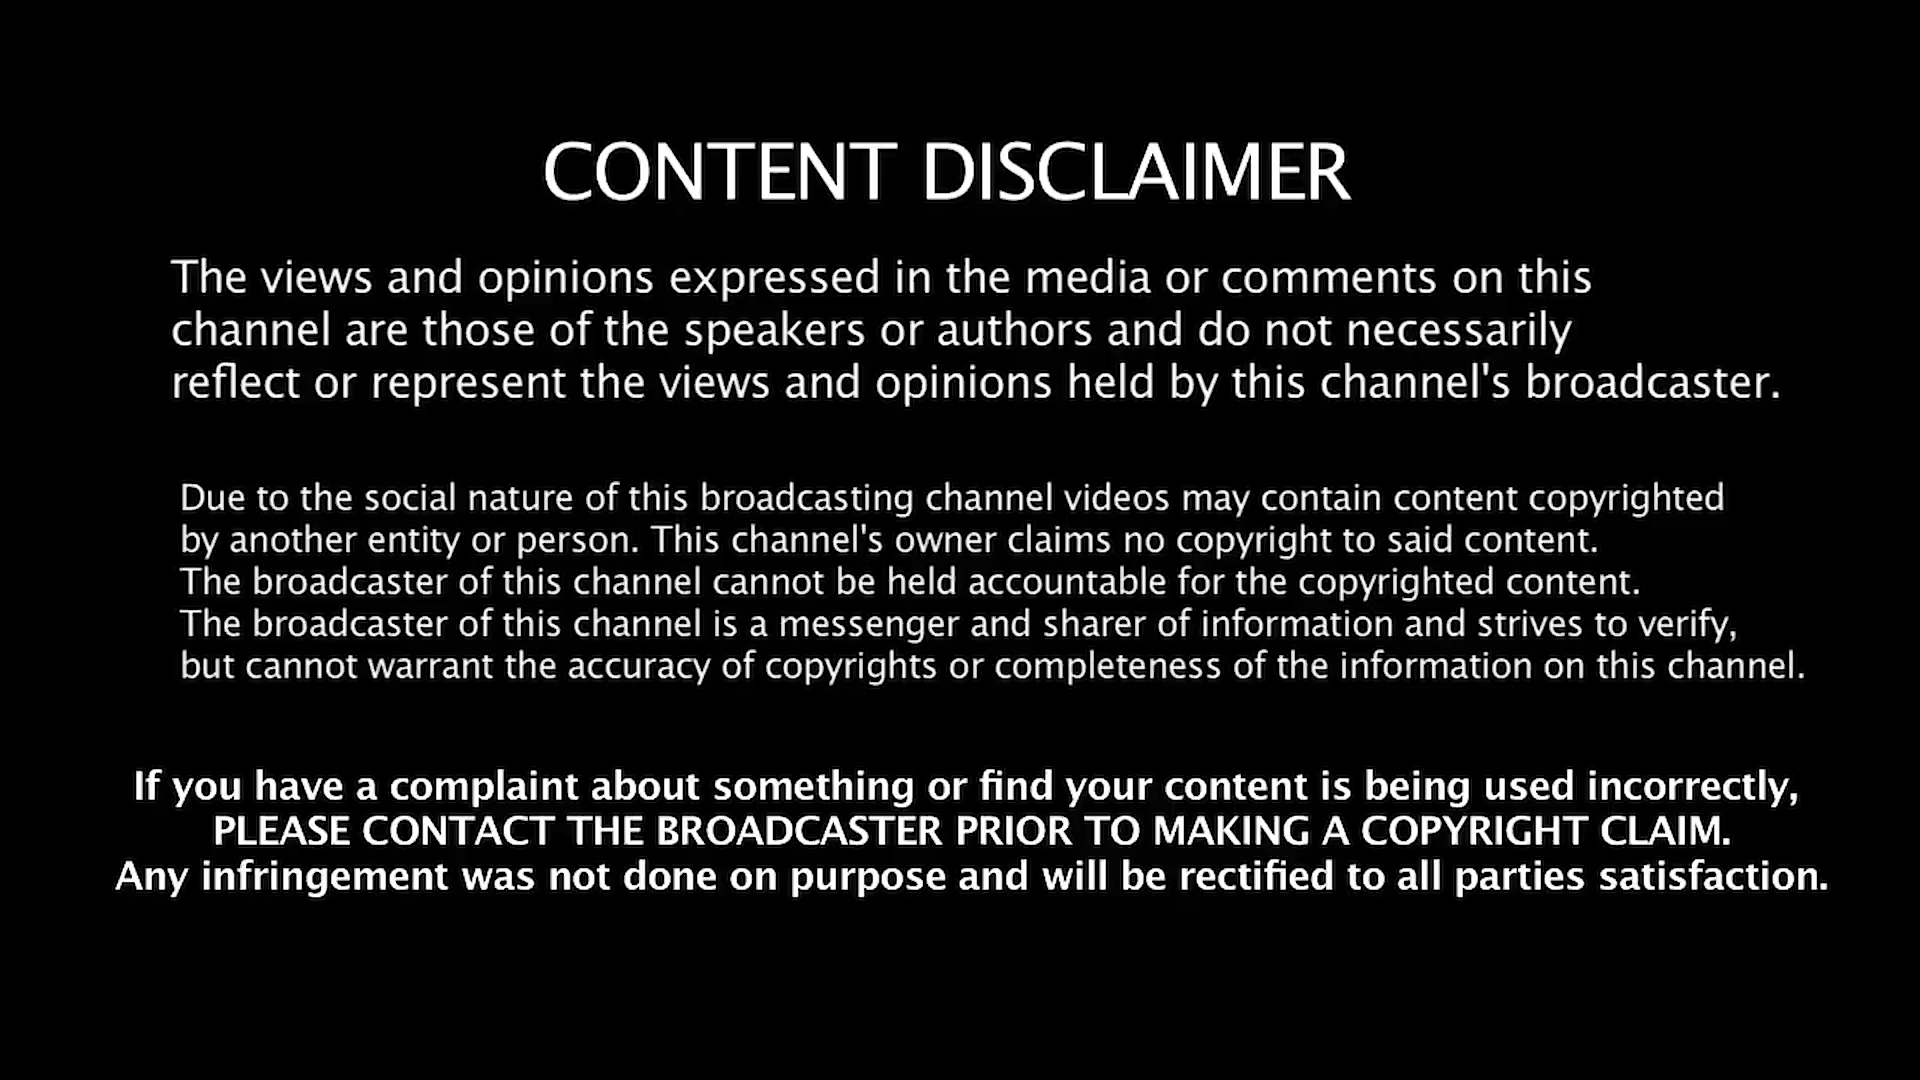 CONTENT DISCLAIMER
The views and opinions expressed in the media or comments on this
channel are those of the speakers or authors and do not necessarily
reflect or represent the views and opinions held by this channel's broadcaster.
Due to the social nature of this broadcasting channel videos may contain content copyrighted
by another entity or person. This channel's owner claims no copyright to said content.
The broadcaster of this channel cannot be held accountable for the copyrighted content.
The broadcaster of this channel is a messenger and sharer of information and strives to verify,
but cannot warrant the accuracy of copyrights or completeness of the information on this channel.
If you have a complaint about something or find your content is being used incorrectly,
PLEASE CONTACT THE BROADCASTER PRIOR TO MAKING A COPYRIGHT CLAIM.
Any infringement was not done on purpose and will be rectified to all parties satisfaction.